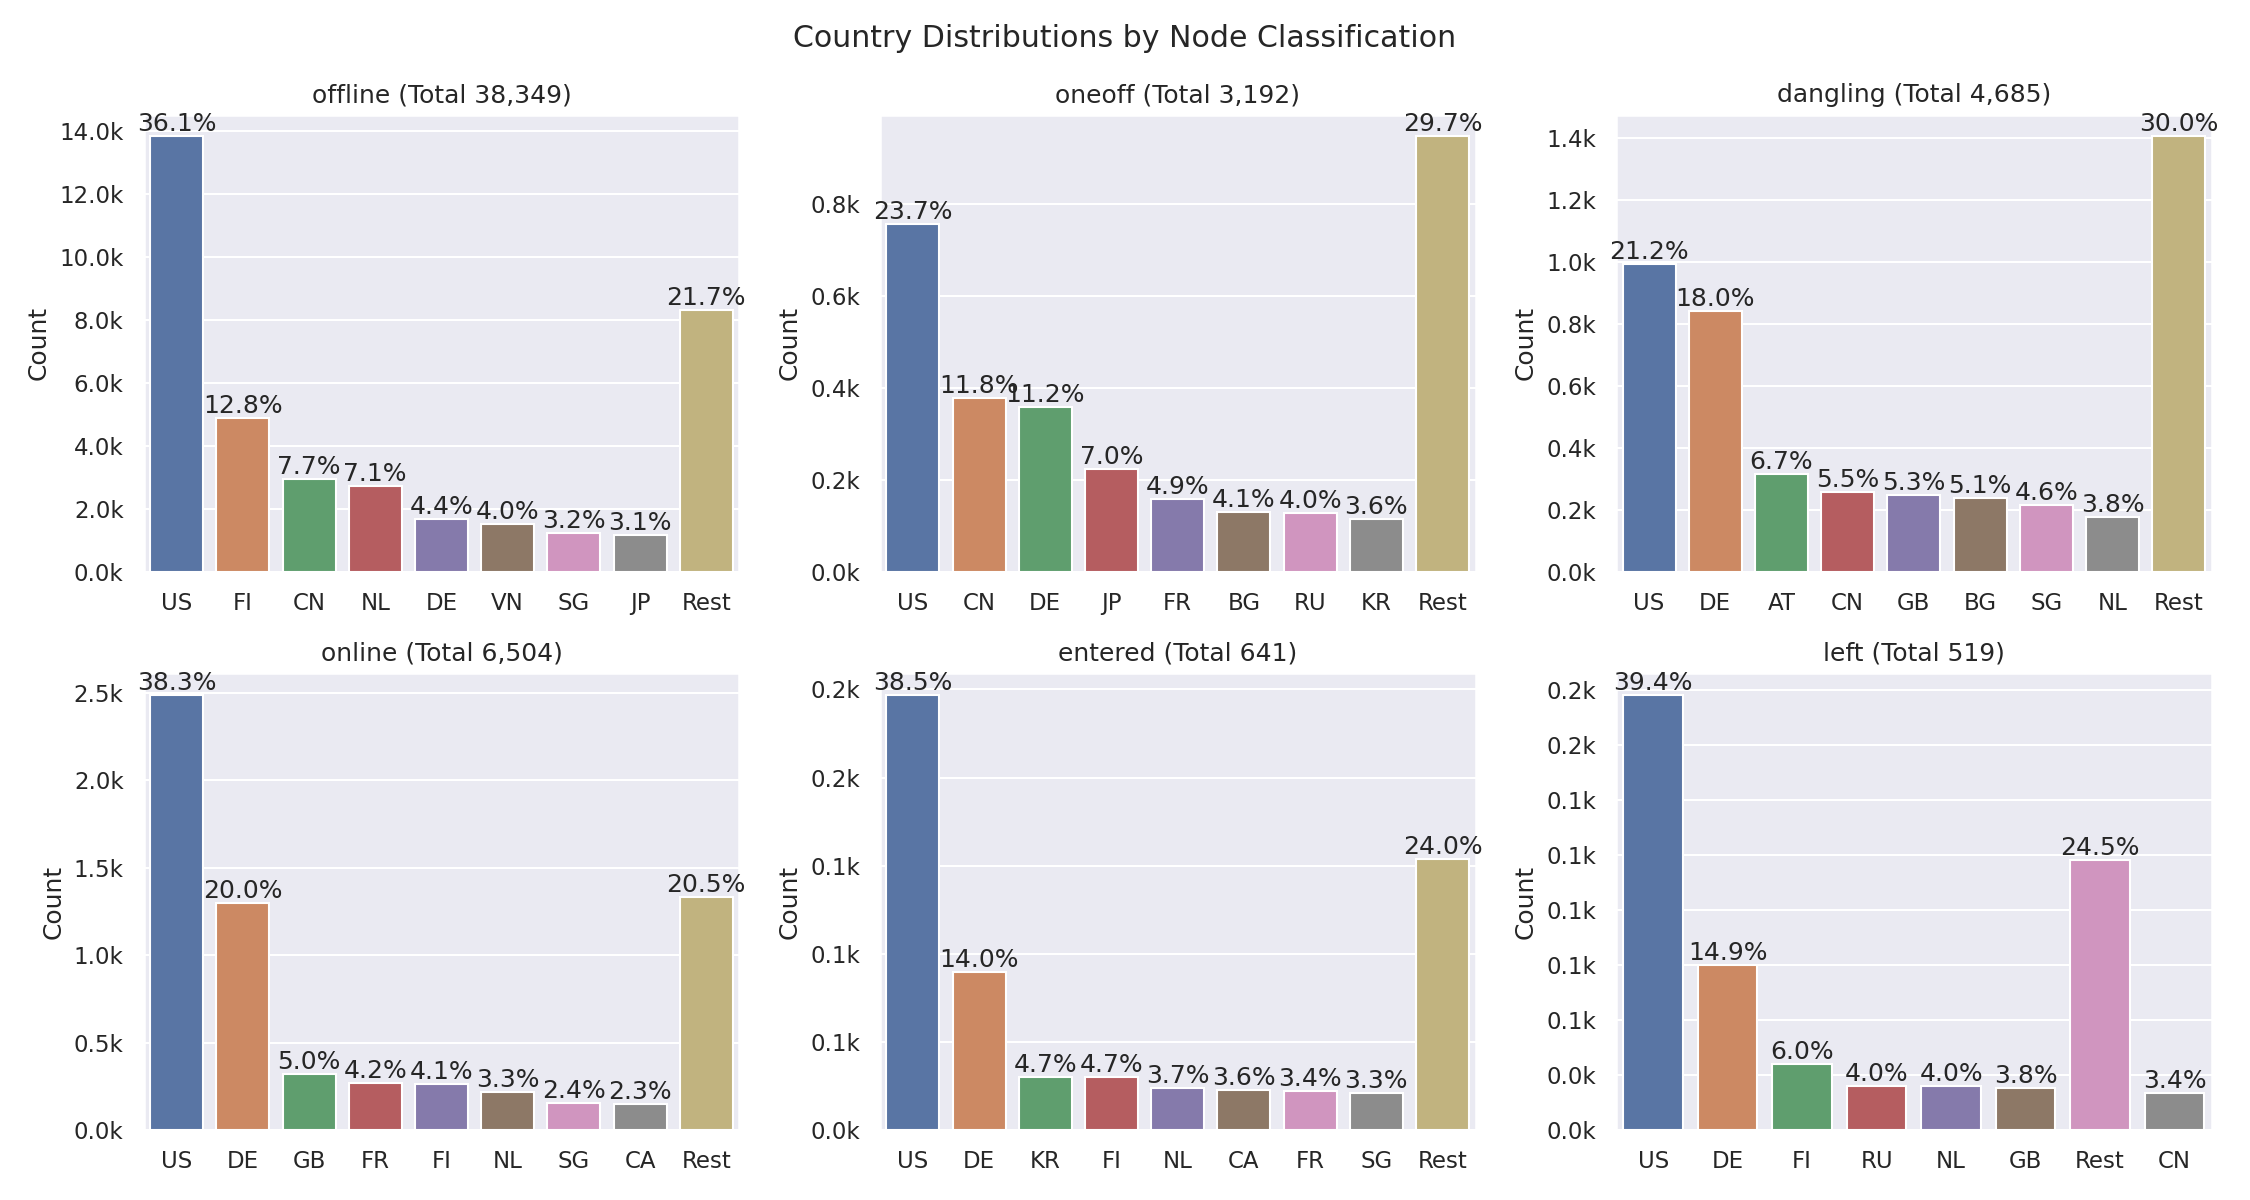 Country Distributions by Node Classification
offline (Total 38,349)
Count
14.0k
12.0k
10.0k
8.0k
6.0k
4.0k
2.0k
0.0k
36.1%
12.8%
7.7%
7.1%
4.4%
4.0%
3.2%
3.1%
21.7%
US FI CN NL DE VN SG JP Rest
oneoff (Total 3,192)
Count
0.8k
0.6k
0.4k
0.2k
0.0k
23.7%
11.8%
11.2%
7.0%
4.9%
4.1%
4.0%
3.6%
29.7%
US CN DE JP FR BG RU KR Rest
dangling (Total 4,685)
Count
1.4k
1.2k
1.0k
0.8k
0.6k
0.4k
0.2k
0.0k
21.2%
18.0%
6.7%
5.5%
5.3%
5.1%
4.6%
3.8%
30.0%
US DE AT CN GB BG SG NL Rest
online (Total 6,504)
Count
2.5k
2.0k
1.5k
1.0k
0.5k
0.0k
38.3%
20.0%
5.0%
4.2%
4.1%
3.3%
2.4%
2.3%
20.5%
US DE GB FR FI NL SG CA Rest
entered (Total 641)
Count
0.2k
0.2k
0.1k
0.1k
0.1k
0.0k
38.5%
14.0%
4.7%
4.7%
3.7%
3.6%
3.4%
3.3%
24.0%
US DE KR FI NL CA FR SG Rest
left (Total 519)
Count
0.2k
0.2k
0.1k
0.1k
0.1k
0.1k
0.1k
0.0k
0.0k
39.4%
14.9%
6.0%
4.0%
4.0%
3.8%
24.5%
3.4%
US DE FI RU NL GB Rest CN